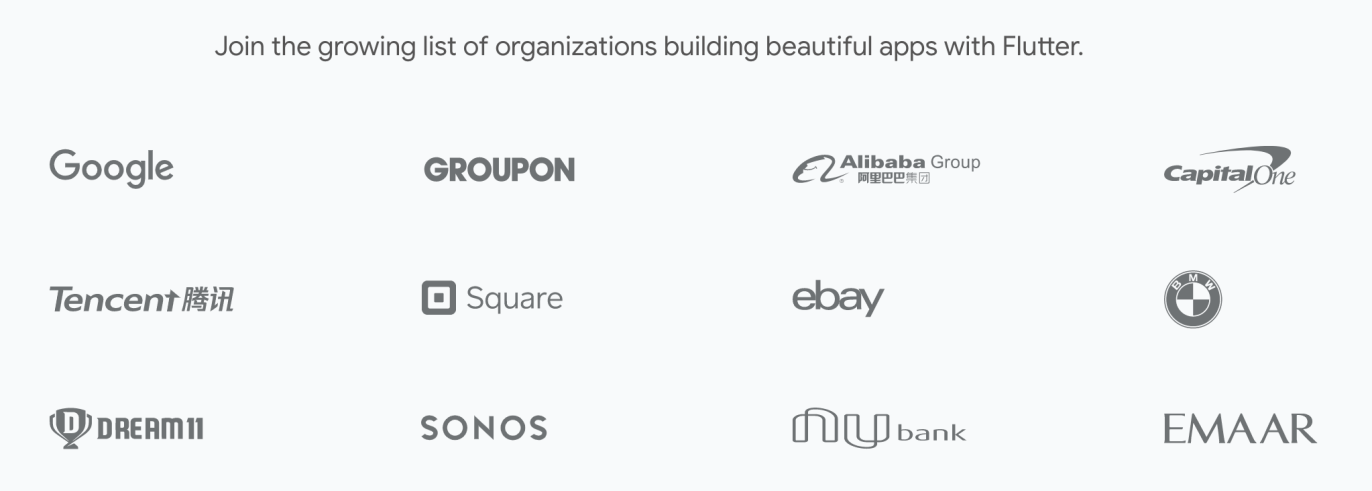 Join the growing list of organizations building beautiful apps with Flutter.
Google
GROUPON
Alibaba Group
阿里巴巴集团
CapitalOne
Tencent腾讯
Square
ebay
BMW
D DREAM11
SONOS
nu bank
EMAAR